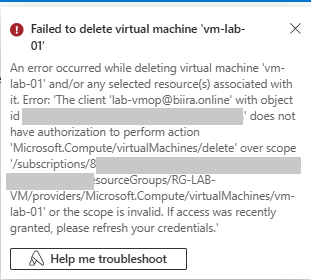 Failed to delete virtual machine 'vm-lab-
01'
An error occurred while deleting virtual machine 'vm-
lab-01' and/or any selected resource(s) associated with
it. Error: 'The client 'lab-vmop@biira.online' with object
id ' does not
have authorization to perform action
'Microsoft.Compute/virtualMachines/delete' over scope
'/subscriptions/8
esourceGroups/RG-LAB-
VM/providers/Microsoft.Compute/virtualMachines/vm-
lab-01' or the scope is invalid. If access was recently
granted, please refresh your credentials.'
Help me troubleshoot